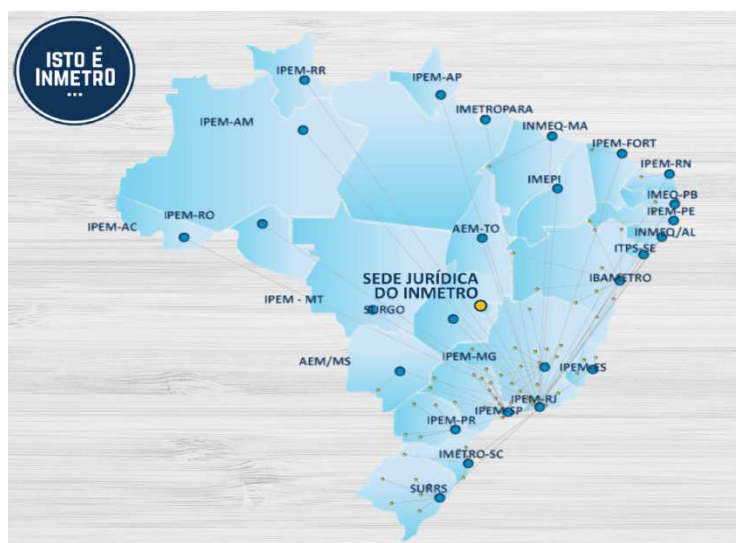 ISTO É
INMETRO
...
IPEM-RR
IPEM-AP
IPEM-AM
IMETROPARA
INMEQ-MA
IPEM-FORT
IPEM-RN
IMEPI
IMEQ-PB
IPEM-PE
IPEM-RO
IPEM-AC
AEM-TO
INMEQ/AL
ITPS-SE
SEDE JURÍDICA
DO INMETRO
IBAMETRO
IPEM - MT
SURGO
AEM/MS
IPEM-MG
IPEM-ES
IPEM-RJ
IPEM-SP
IPEM-PR
IMETRO-SC
SURRS